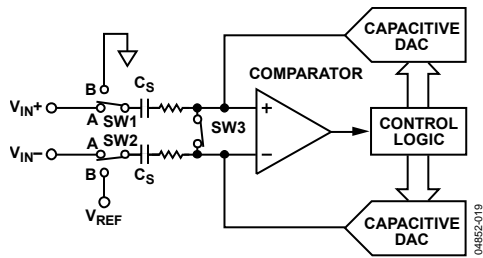 CAPACITIVE
DAC
COMPARATOR
B
CS
VIN+
A
SW1
+
SW3
CONTROL
LOGIC
VIN–
A
SW2
–
B
CS
VREF
CAPACITIVE
DAC
04852-019